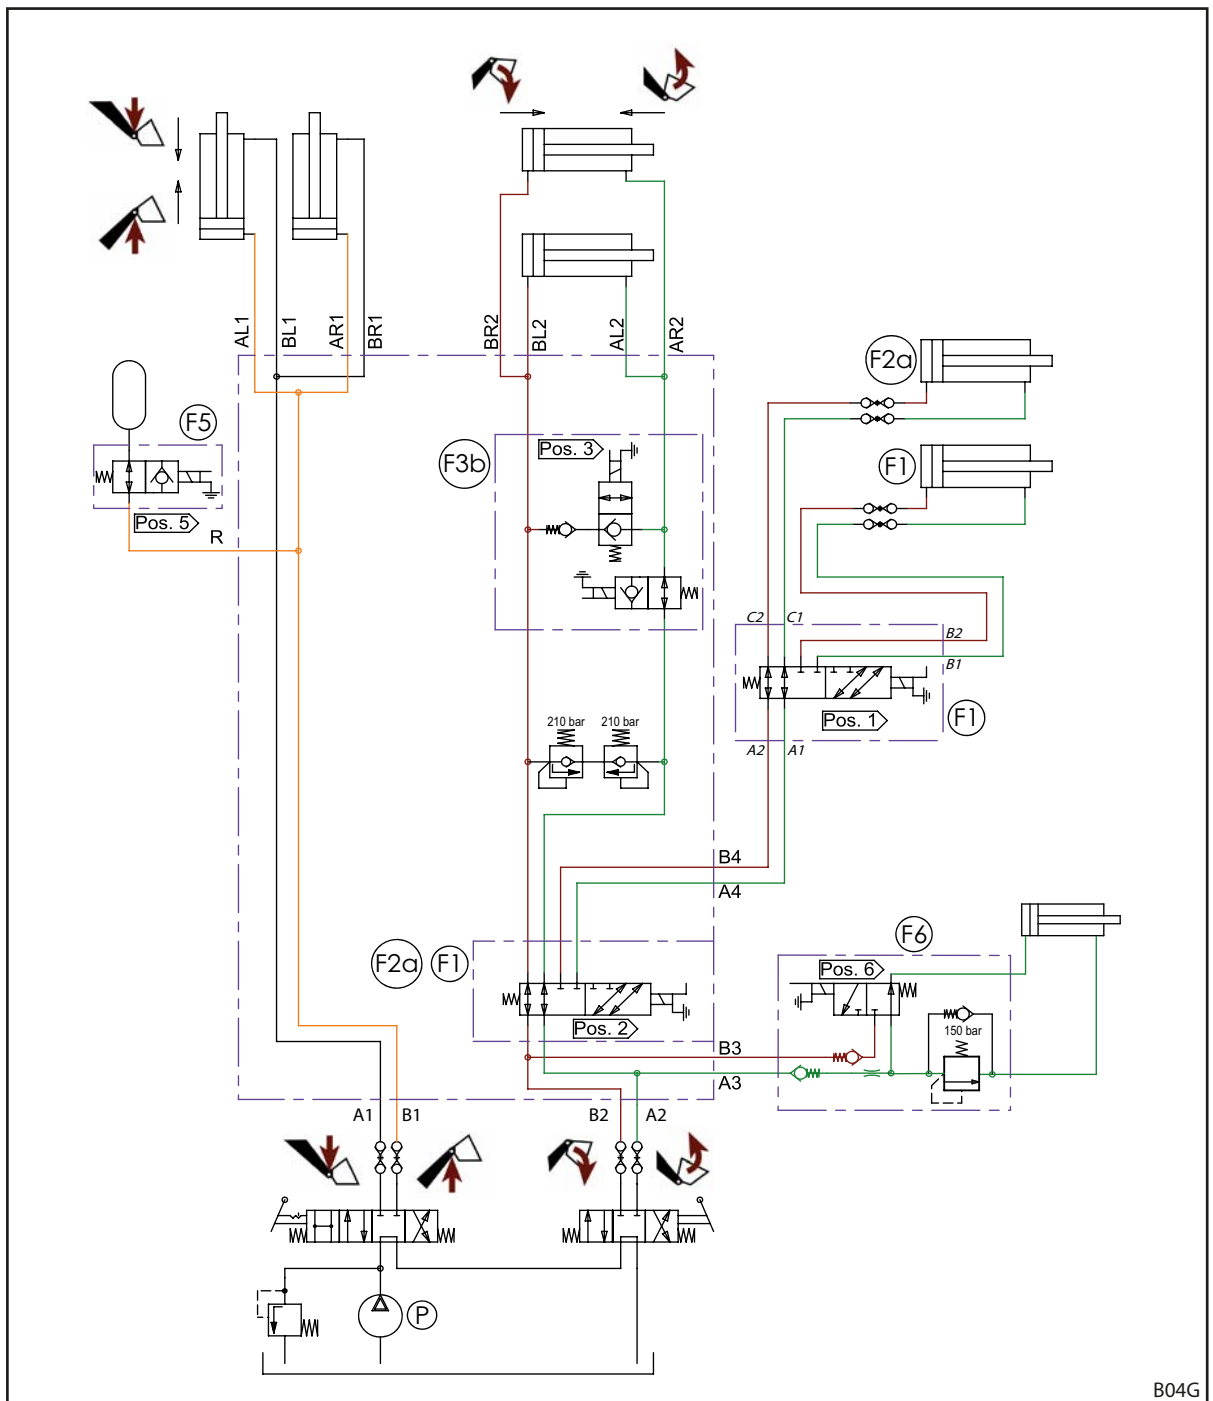 AL1
BL1
AR1
BR1
BR2
BL2
AL2
AR2
F2a
F5
F3b
Pos. 3
F1
Pos. 5
R
C2
C1
B2
B1
Pos. 1
F1
210 bar
210 bar
A2
A1
B4
A4
F2a
F1
F6
Pos. 6
Pos. 2
150 bar
B3
A3
A1
B1
B2
A2
P
B04G